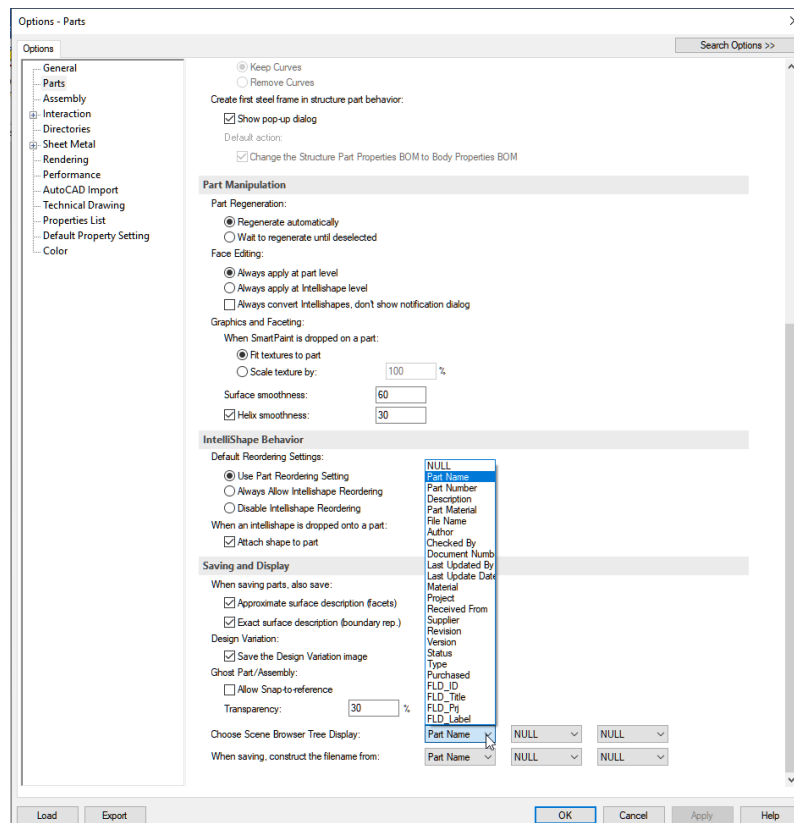 Options - Parts
Options
Search Options >>
General
Parts
Assembly
Interaction
Directories
Sheet Metal
Rendering
Performance
AutoCAD Import
Technical Drawing
Properties List
Default Property Setting
Color
Keep Curves
Remove Curves
Create first steel frame in structure part behavior:
Show pop-up dialog
Default action:
Change the Structure Part Properties BOM to Body Properties BOM
Part Manipulation
Part Regeneration:
Regenerate automatically
Wait to regenerate until deselected
Face Editing:
Always apply at part level
Always apply at Intellishape level
Always convert Intellishapes, don't show notification dialog
Graphics and Faceting:
When SmartPaint is dropped on a part:
Fit textures to part
Scale texture by: 100 %
Surface smoothness: 60
Helix smoothness: 30
IntelliShape Behavior
Default Reordering Settings:
Use Part Reordering Setting
Always Allow Intellishape Reordering
Disable Intellishape Reordering
When an intellishape is dropped onto a part:
Attach shape to part
Saving and Display
When saving parts, also save:
Approximate surface description (facets)
Exact surface description (boundary rep.)
Design Variation:
Save the Design Variation image
Ghost Part/Assembly:
Allow Snap-to-reference
Transparency: 30 %
NULL
Part Name
Part Number
Description
Part Material
File Name
Author
Checked By
Document Numb
Last Updated By
Last Update Date
Material
Project
Received From
Supplier
Revision
Version
Status
Type
Purchased
FLD_ID
FLD_Title
FLD_Prj
FLD_Label
Choose Scene Browser Tree Display: Part Name NULL NULL
When saving, construct the filename from: Part Name NULL NULL
Load Export OK Cancel Apply Help